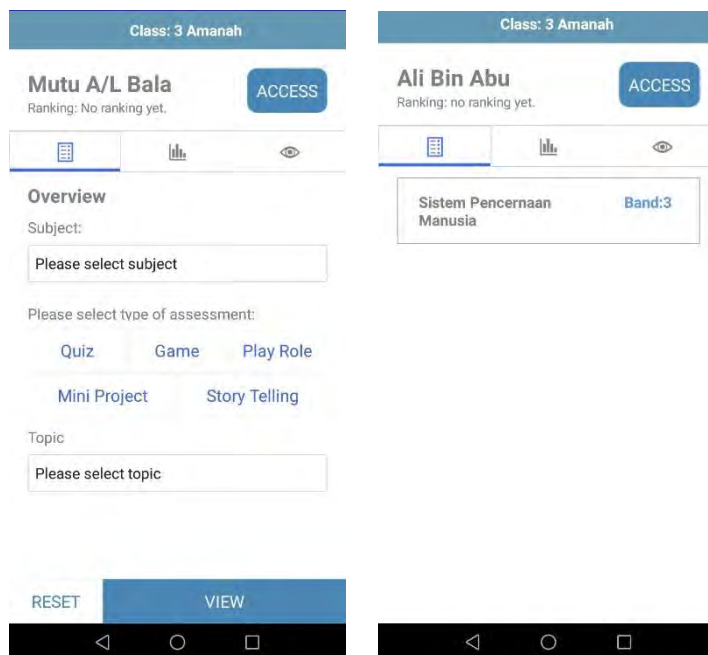 Class: 3 Amanah
Mutu A/L Bala
ACCESS
Ranking: No ranking yet.
Overview
Subject:
Please select subject
Please select type of assessment:
Quiz Game Play Role
Mini Project Story Telling
Topic
Please select topic
RESET VIEW
Class: 3 Amanah
Ali Bin Abu
ACCESS
Ranking: no ranking yet.
Sistem Pencernaan Band:3
Manusia